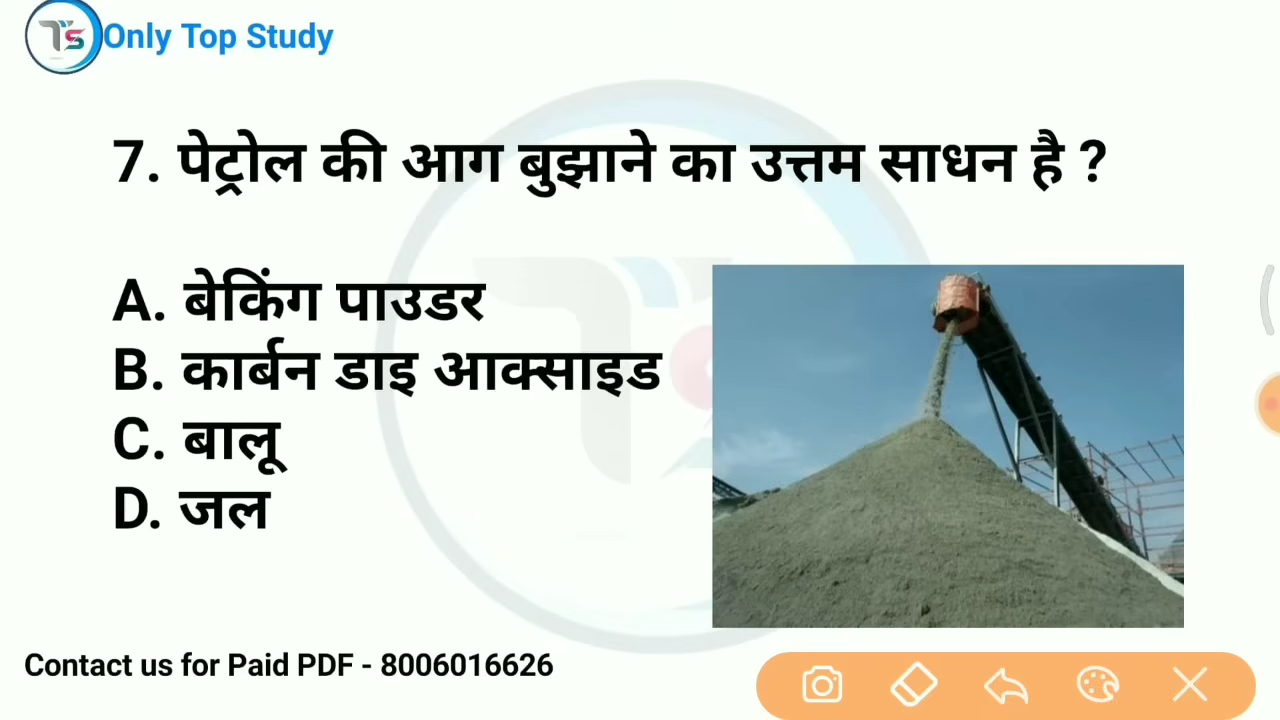 TS Only Top Study
7. पेट्रोल की आग बुझाने का उत्तम साधन है ?
A. बेकिंग पाउडर
B. कार्बन डाइ आक्साइड
C. बालू
D. जल
Contact us for Paid PDF - 8006016626